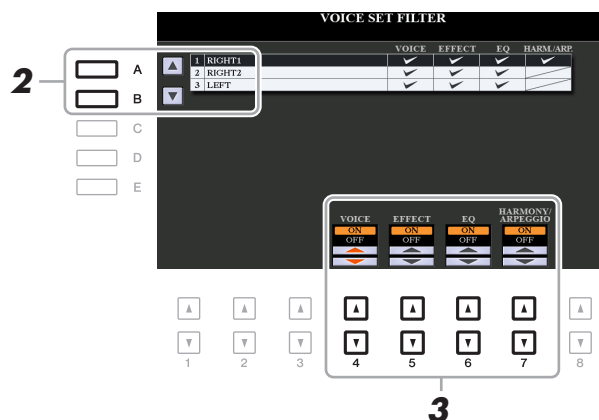 VOICE SET FILTER
VOICE EFFECT EQ HARM./ARP.
1 RIGHT1
2 RIGHT2
3 LEFT
2
A
B
C
D
E
VOICE EFFECT EQ HARMONY/ARPEGGIO
ON ON ON ON
OFF OFF OFF OFF
1 2 3 4 5 6 7 8
3